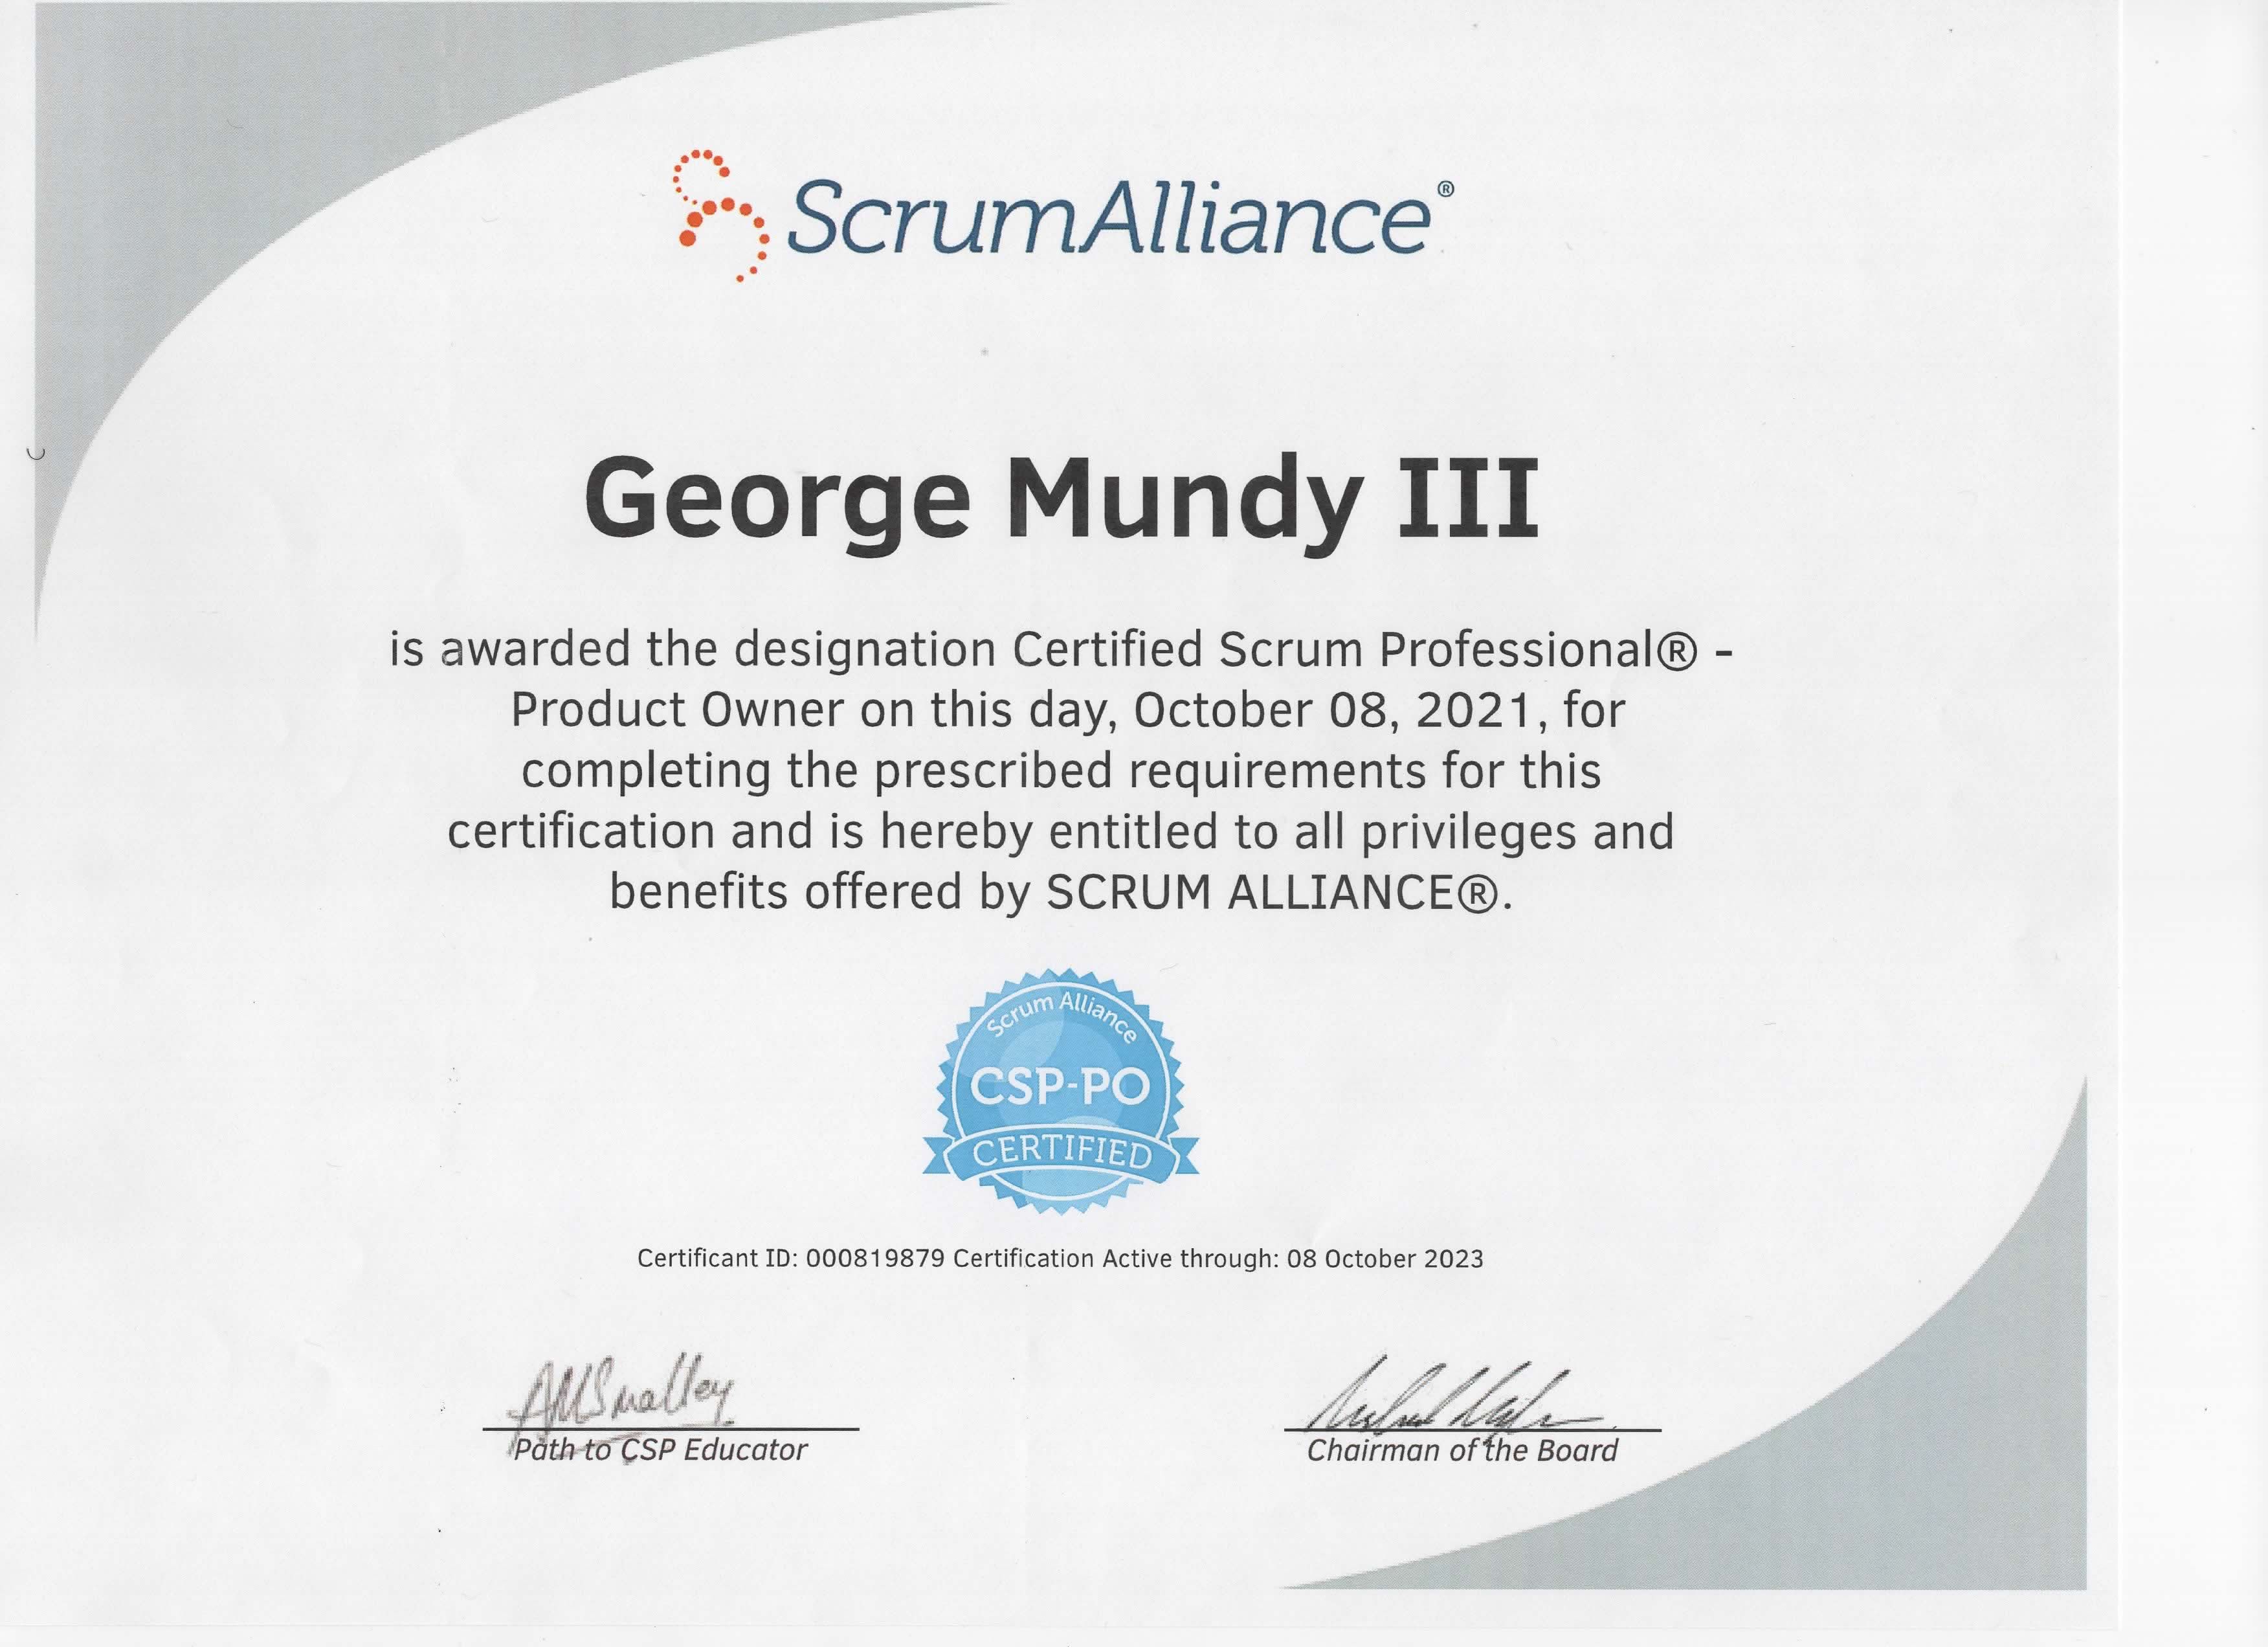 ScrumAlliance®
George Mundy III
is awarded the designation Certified Scrum Professional® -
Product Owner on this day, October 08, 2021, for
completing the prescribed requirements for this
certification and is hereby entitled to all privileges and
benefits offered by SCRUM ALLIANCE®.
Scrum Alliance
CSP-PO
CERTIFIED
Certificant ID: 000819879 Certification Active through: 08 October 2023
AMSmalley
Path to CSP Educator
Chairman of the Board